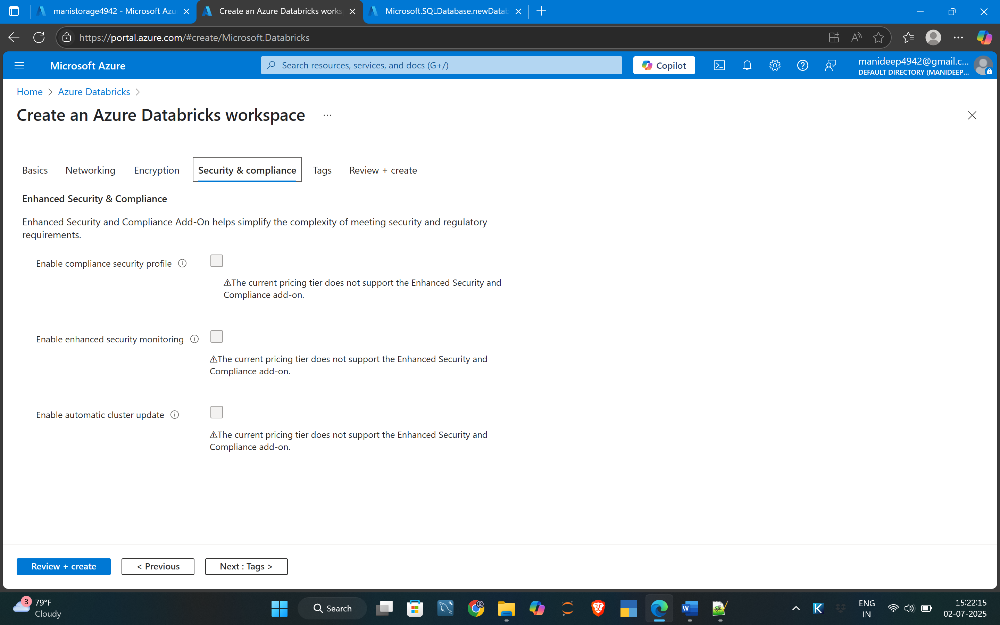 manistorage4942 - Microsoft Azu
Create an Azure Databricks works
Microsoft.SQLDatabase.newDatab
https://portal.azure.com/#create/Microsoft.Databricks
Microsoft Azure
Search resources, services, and docs (G+/)
Copilot
manideep4942@gmail.c...
DEFAULT DIRECTORY (MANIDEEP...
Home > Azure Databricks >
Create an Azure Databricks workspace ...
Basics
Networking
Encryption
Security & compliance
Tags
Review + create
Enhanced Security & Compliance
Enhanced Security and Compliance Add-On helps simplify the complexity of meeting security and regulatory
requirements.
Enable compliance security profile
⚠The current pricing tier does not support the Enhanced Security and
Compliance add-on.
Enable enhanced security monitoring
⚠The current pricing tier does not support the Enhanced Security and
Compliance add-on.
Enable automatic cluster update
⚠The current pricing tier does not support the Enhanced Security and
Compliance add-on.
Review + create
< Previous
Next : Tags >
3
79°F
Cloudy
Search
ENG
IN
15:22:15
02-07-2025